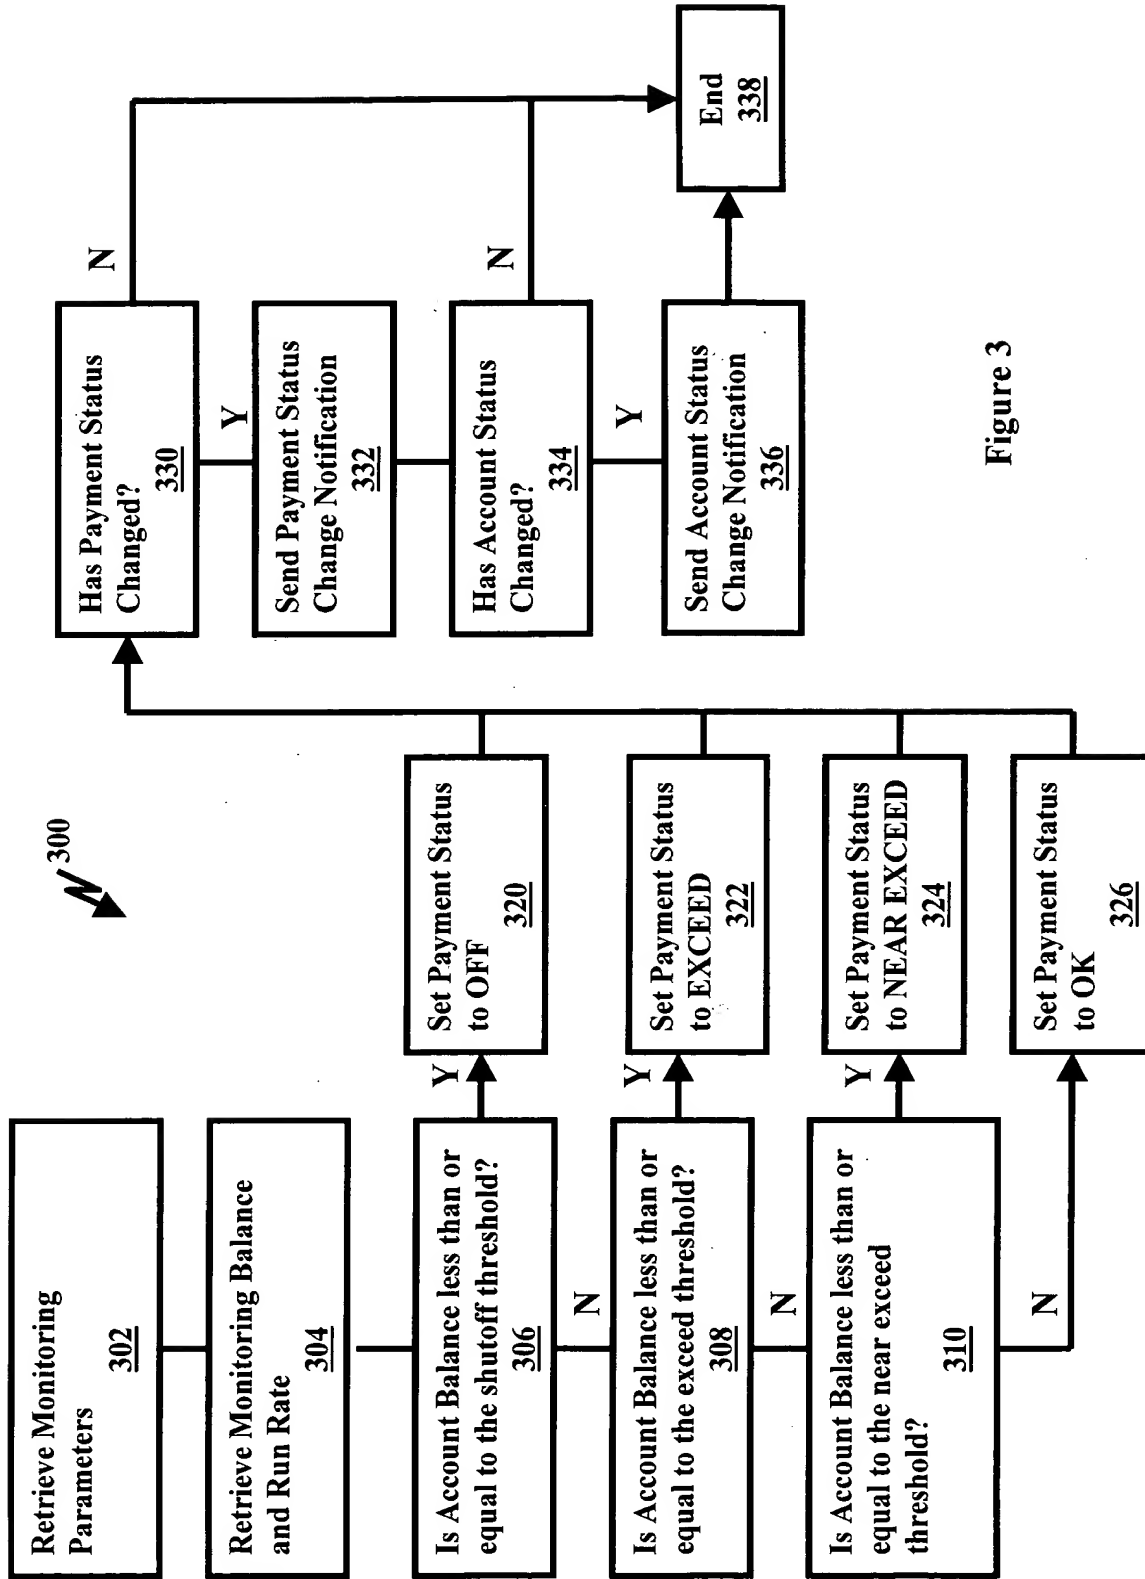 300
Retrieve Monitoring
Parameters
302
Retrieve Monitoring Balance
and Run Rate
304
Is Account Balance less than or
equal to the shutoff threshold?
306
Y
N
Set Payment Status
to OFF
320
Is Account Balance less than or
equal to the exceed threshold?
308
Y
N
Set Payment Status
to EXCEED
322
Is Account Balance less than or
equal to the near exceed
threshold?
310
Y
N
Set Payment Status
to NEAR EXCEED
324
Set Payment Status
to OK
326
Has Payment Status
Changed?
330
N
Y
Send Payment Status
Change Notification
332
Has Account Status
Changed?
334
N
Y
Send Account Status
Change Notification
336
End
338
Figure 3